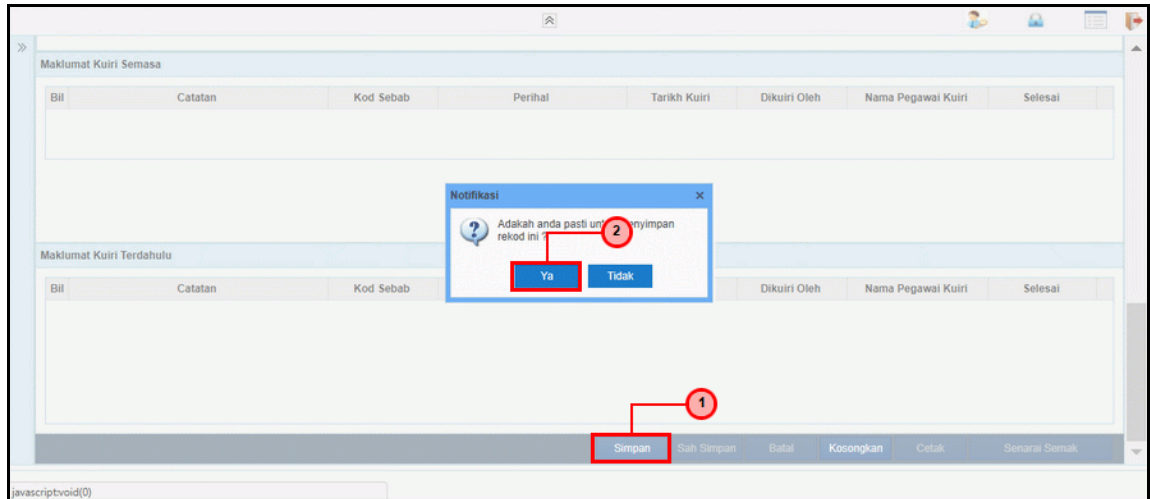 Maklumat Kuiri Semasa
Bil Catatan Kod Sebab Perihal Tarikh Kuiri Dikuiri Oleh Nama Pegawai Kuiri Selesai
Notifikasi
Adakah anda pasti
rekod ini ?
2
Ya Tidak
Maklumat Kuiri Terdahulu
Bil Catatan Kod Sebab Dikuiri Oleh Nama Pegawai Kuiri Selesai
1
Simpan Sah Simpan Batal Kosongkan Cetak Senarai Semak
javascript:void(0)